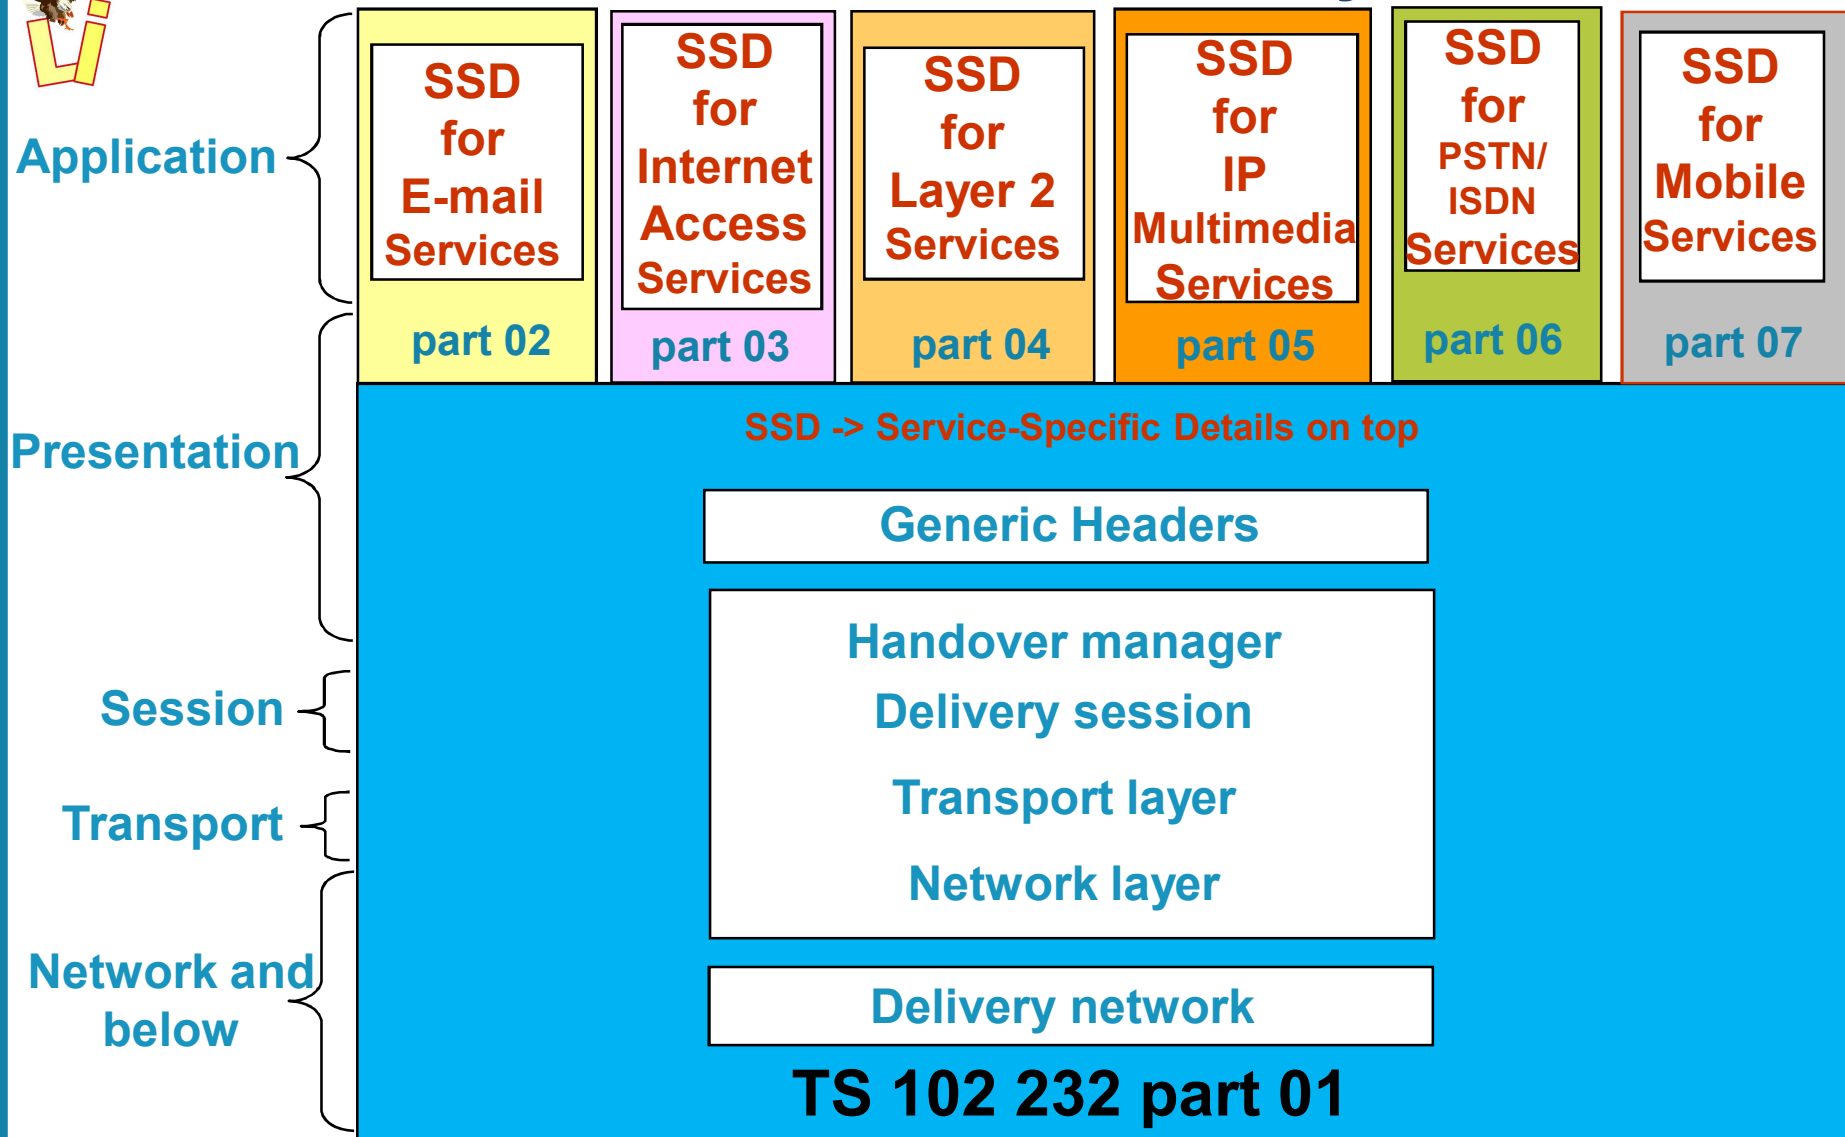 Li
Application
SSD
for
E-mail
Services
part 02
SSD
for
Internet
Access
Services
part 03
SSD
for
Layer 2
Services
part 04
SSD
for
IP
Multimedia
Services
part 05
SSD
for
PSTN/
ISDN
Services
part 06
SSD
for
Mobile
Services
part 07
Presentation
SSD -> Service-Specific Details on top
Generic Headers
Handover manager
Session
Delivery session
Transport
Transport layer
Network layer
Network and
below
Delivery network
TS 102 232 part 01